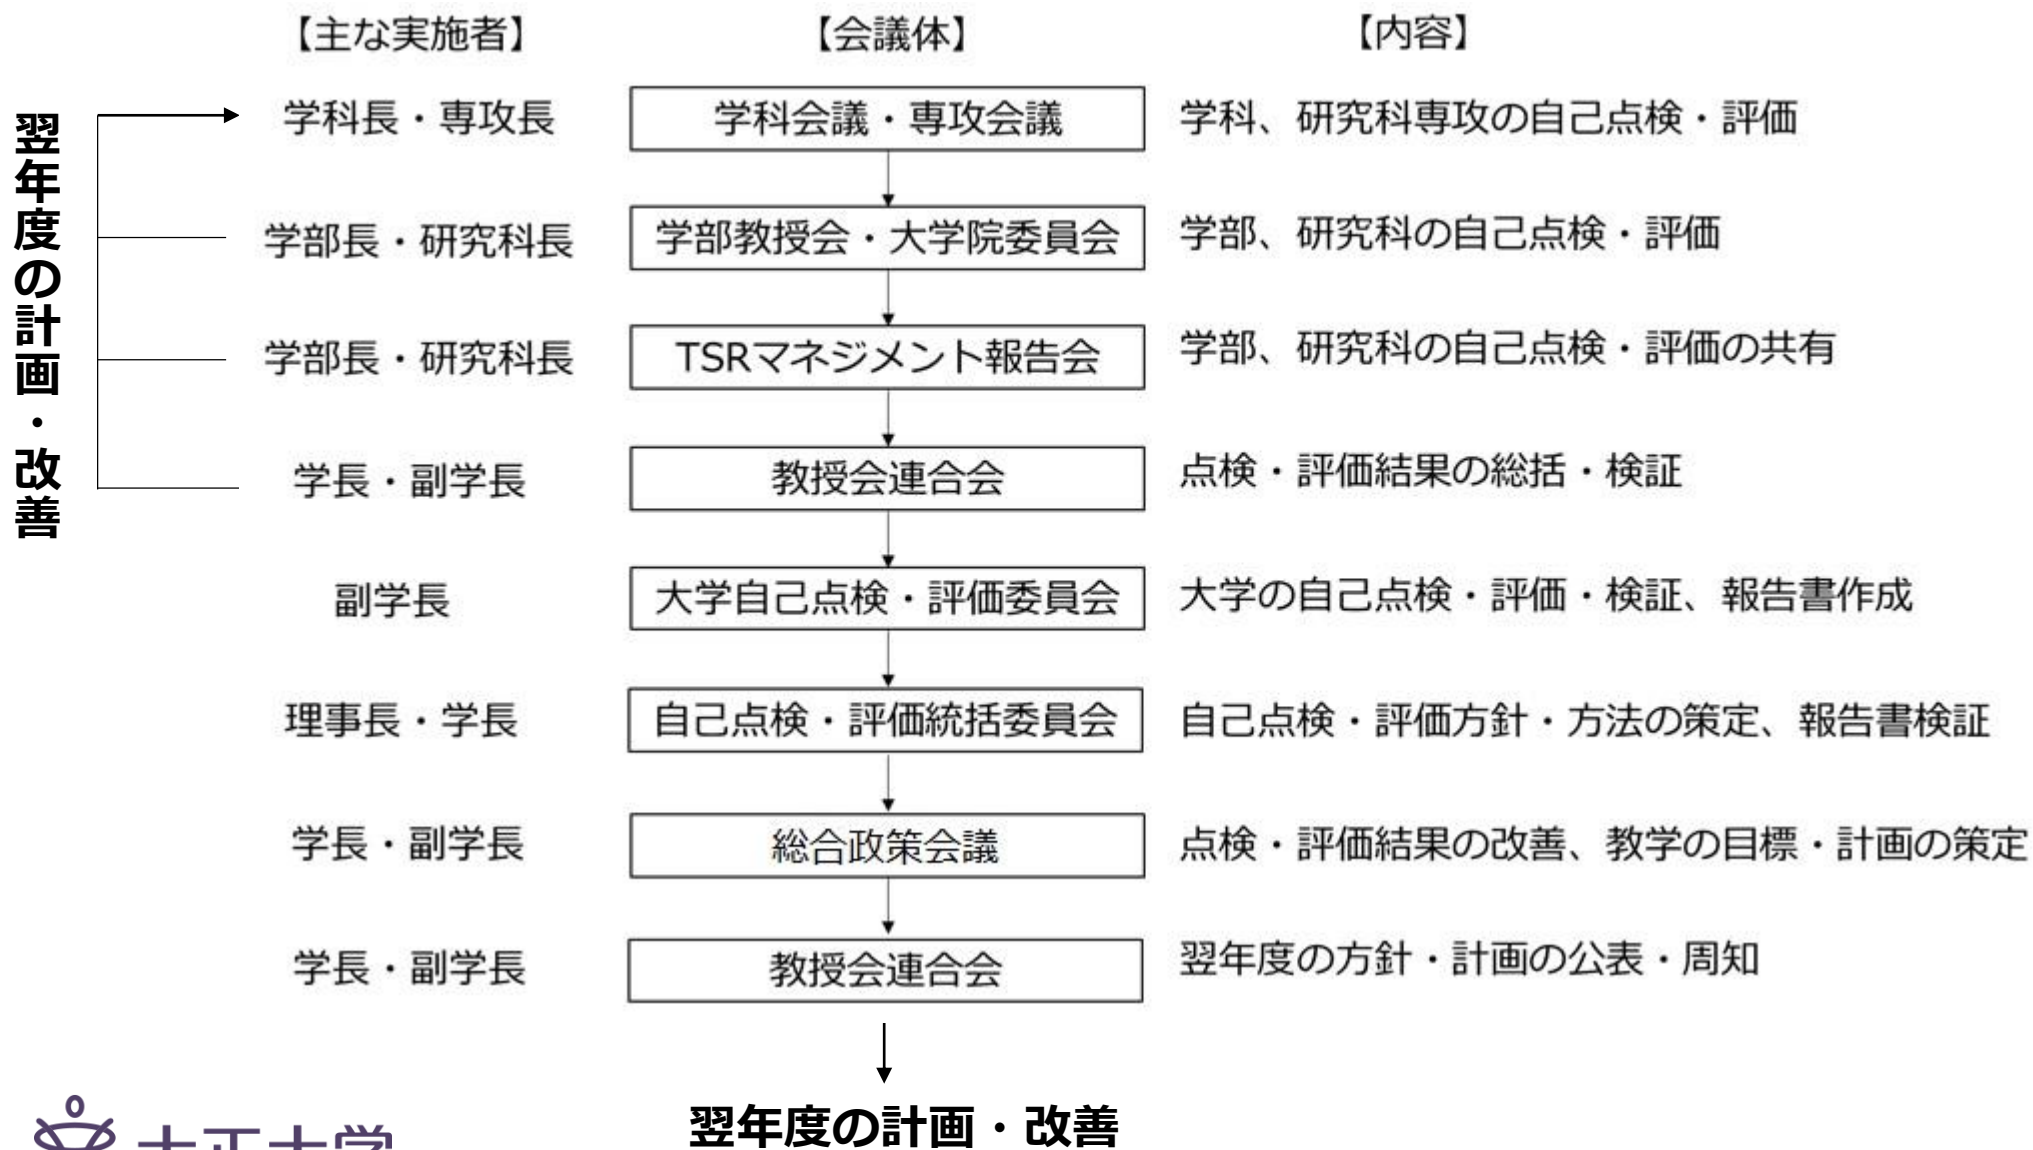 【主な実施者】 【会議体】 【内容】
翌年度の計画・改善
学科長・専攻長 学科会議・専攻会議 学科、研究科専攻の自己点検・評価
学部長・研究科長 学部教授会・大学院委員会 学部、研究科の自己点検・評価
学部長・研究科長 TSRマネジメント報告会 学部、研究科の自己点検・評価の共有
学長・副学長 教授会連合会 点検・評価結果の総括・検証
副学長 大学自己点検・評価委員会 大学の自己点検・評価・検証、報告書作成
理事長・学長 自己点検・評価統括委員会 自己点検・評価方針・方法の策定、報告書検証
学長・副学長 総合政策会議 点検・評価結果の改善、教学の目標・計画の策定
学長・副学長 教授会連合会 翌年度の方針・計画の公表・周知
翌年度の計画・改善
大正大学